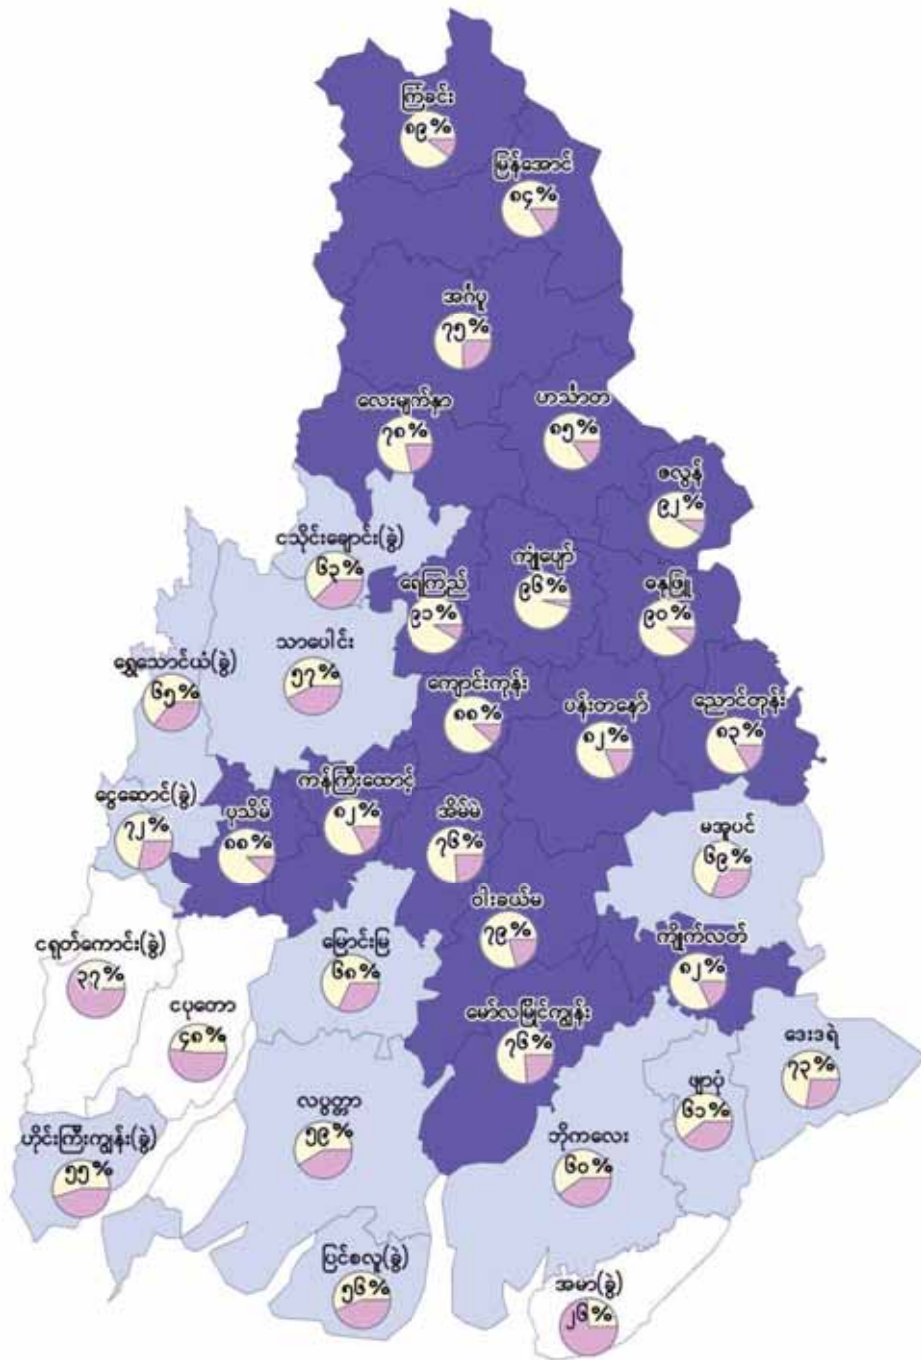 ကြံခင်း
၈၉%
မြန်အောင်
၈၄%
အင်္ဂပူ
၇၅%
လေးမျက်နှာ
၇၈%
ဟင်္သာတ
၈၅%
ဇလွန်
၉၂%
ငသိုင်းချောင်း(ခွဲ)
၆၃%
ရေကြည်
၉၁%
ကျုံပျော်
၉၆%
ဓနုဖြူ
၉၀%
ရွှေသောင်ယံ(ခွဲ)
၆၅%
သာပေါင်း
၅၇%
ကျောင်းကုန်း
၈၈%
ပန်းတနော်
၈၂%
ညောင်တုန်း
၈၃%
ငွေဆောင်(ခွဲ)
၇၂%
ပုသိမ်
၈၈%
ကန်ကြီးထောင့်
၈၂%
အိမ်မဲ
၇၆%
မအူပင်
၆၉%
ဝါးခယ်မ
၇၉%
ငရုတ်ကောင်း(ခွဲ)
၃၇%
ငပုတော
၄၈%
မြောင်းမြ
၆၈%
မော်လမြိုင်ကျွန်း
၇၆%
ကျိုက်လတ်
၈၂%
ဒေးဒရဲ
၇၃%
ဟိုင်းကြီးကျွန်း(ခွဲ)
၅၅%
လပွတ္တာ
၅၉%
ဘိုကလေး
၆၀%
ဖျာပုံ
၆၁%
ပြင်စလူ(ခွဲ)
၅၆%
အမာ(ခွဲ)
၂၆%